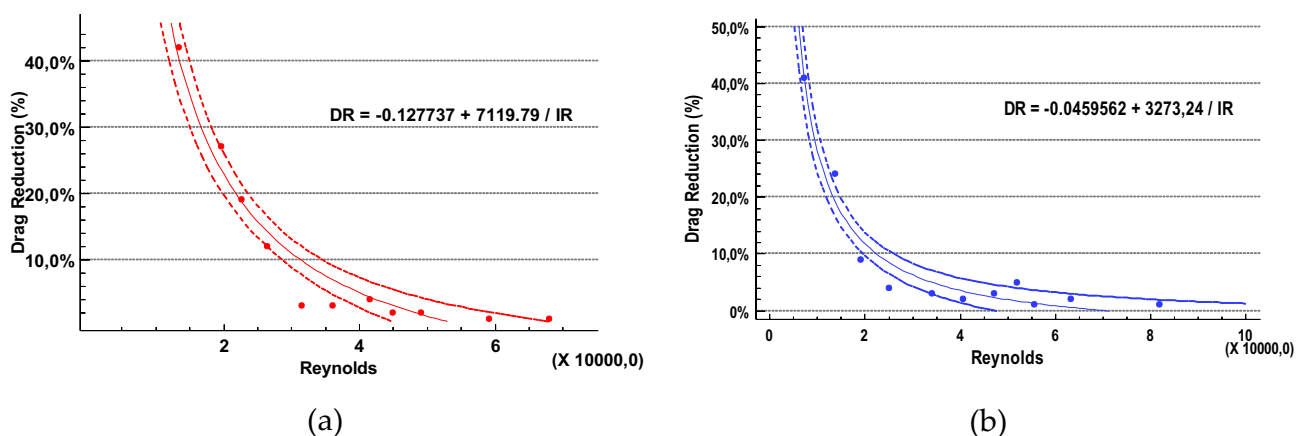 Drag Reduction (%)
40,0%
30,0%
20,0%
10,0%
DR = -0.127737 + 7119.79 / IR
2
4
6
Reynolds
(X 10000,0)
(a)
Drag Reduction (%)
50,0%
40,0%
30,0%
20,0%
10,0%
0%
DR = -0.0459562 + 3273,24 / IR
0
2
4
6
8
10
Reynolds
(X 10000,0)
(b)